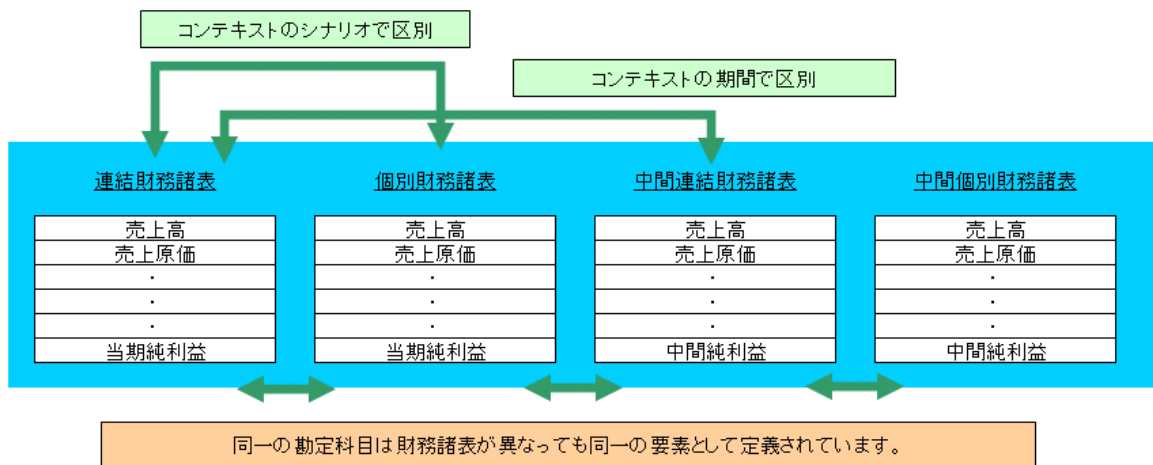 コンテキストのシナリオで区別
コンテキストの期間で区別
連結財務諸表 個別財務諸表 中間連結財務諸表 中間個別財務諸表
売上高 売上高 売上高 売上高
売上原価 売上原価 売上原価 売上原価
・ ・ ・ ・
・ ・ ・ ・
・ ・ ・ ・
当期純利益 当期純利益 中間純利益 中間純利益
同一の勘定科目は財務諸表が異なっても同一の要素として定義されています。